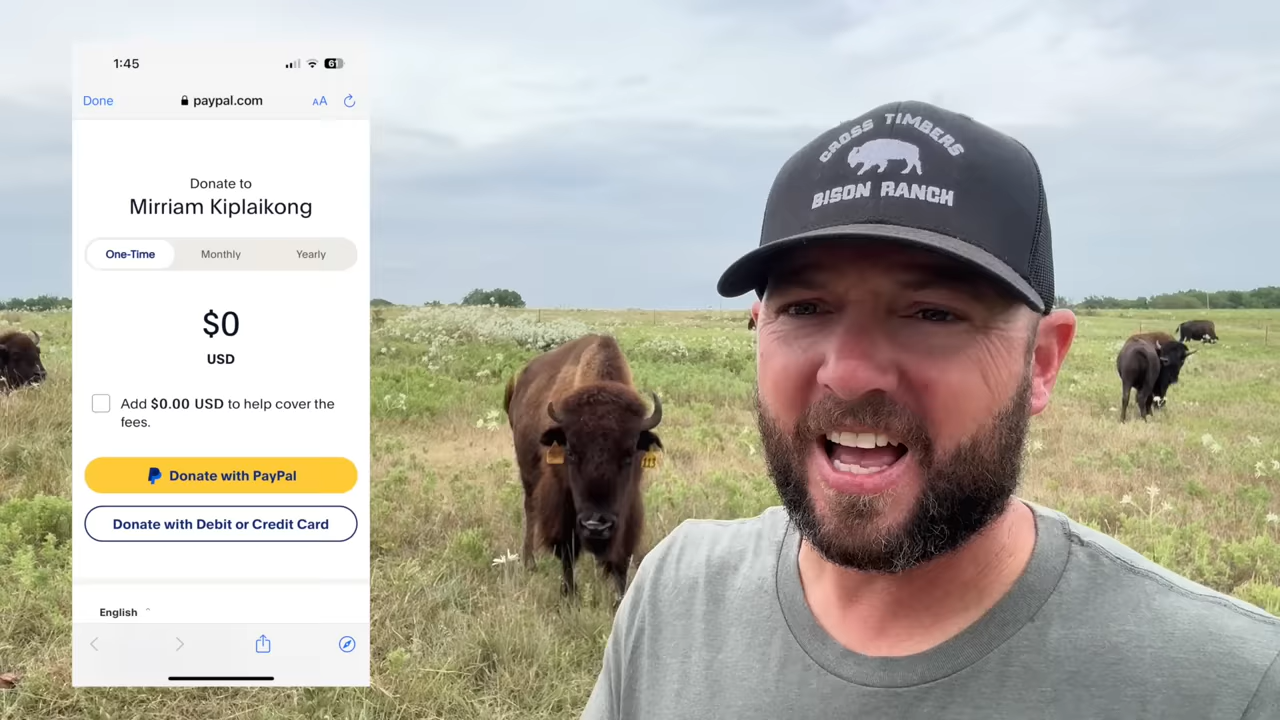 1:45
61
Done
paypal.com
AA
Donate to
Mirriam Kiplaikong
One-Time
Monthly
Yearly
$0
USD
Add $0.00 USD to help cover the
fees.
Donate with PayPal
Donate with Debit or Credit Card
English
CROSS TIMBERS
BISON RANCH